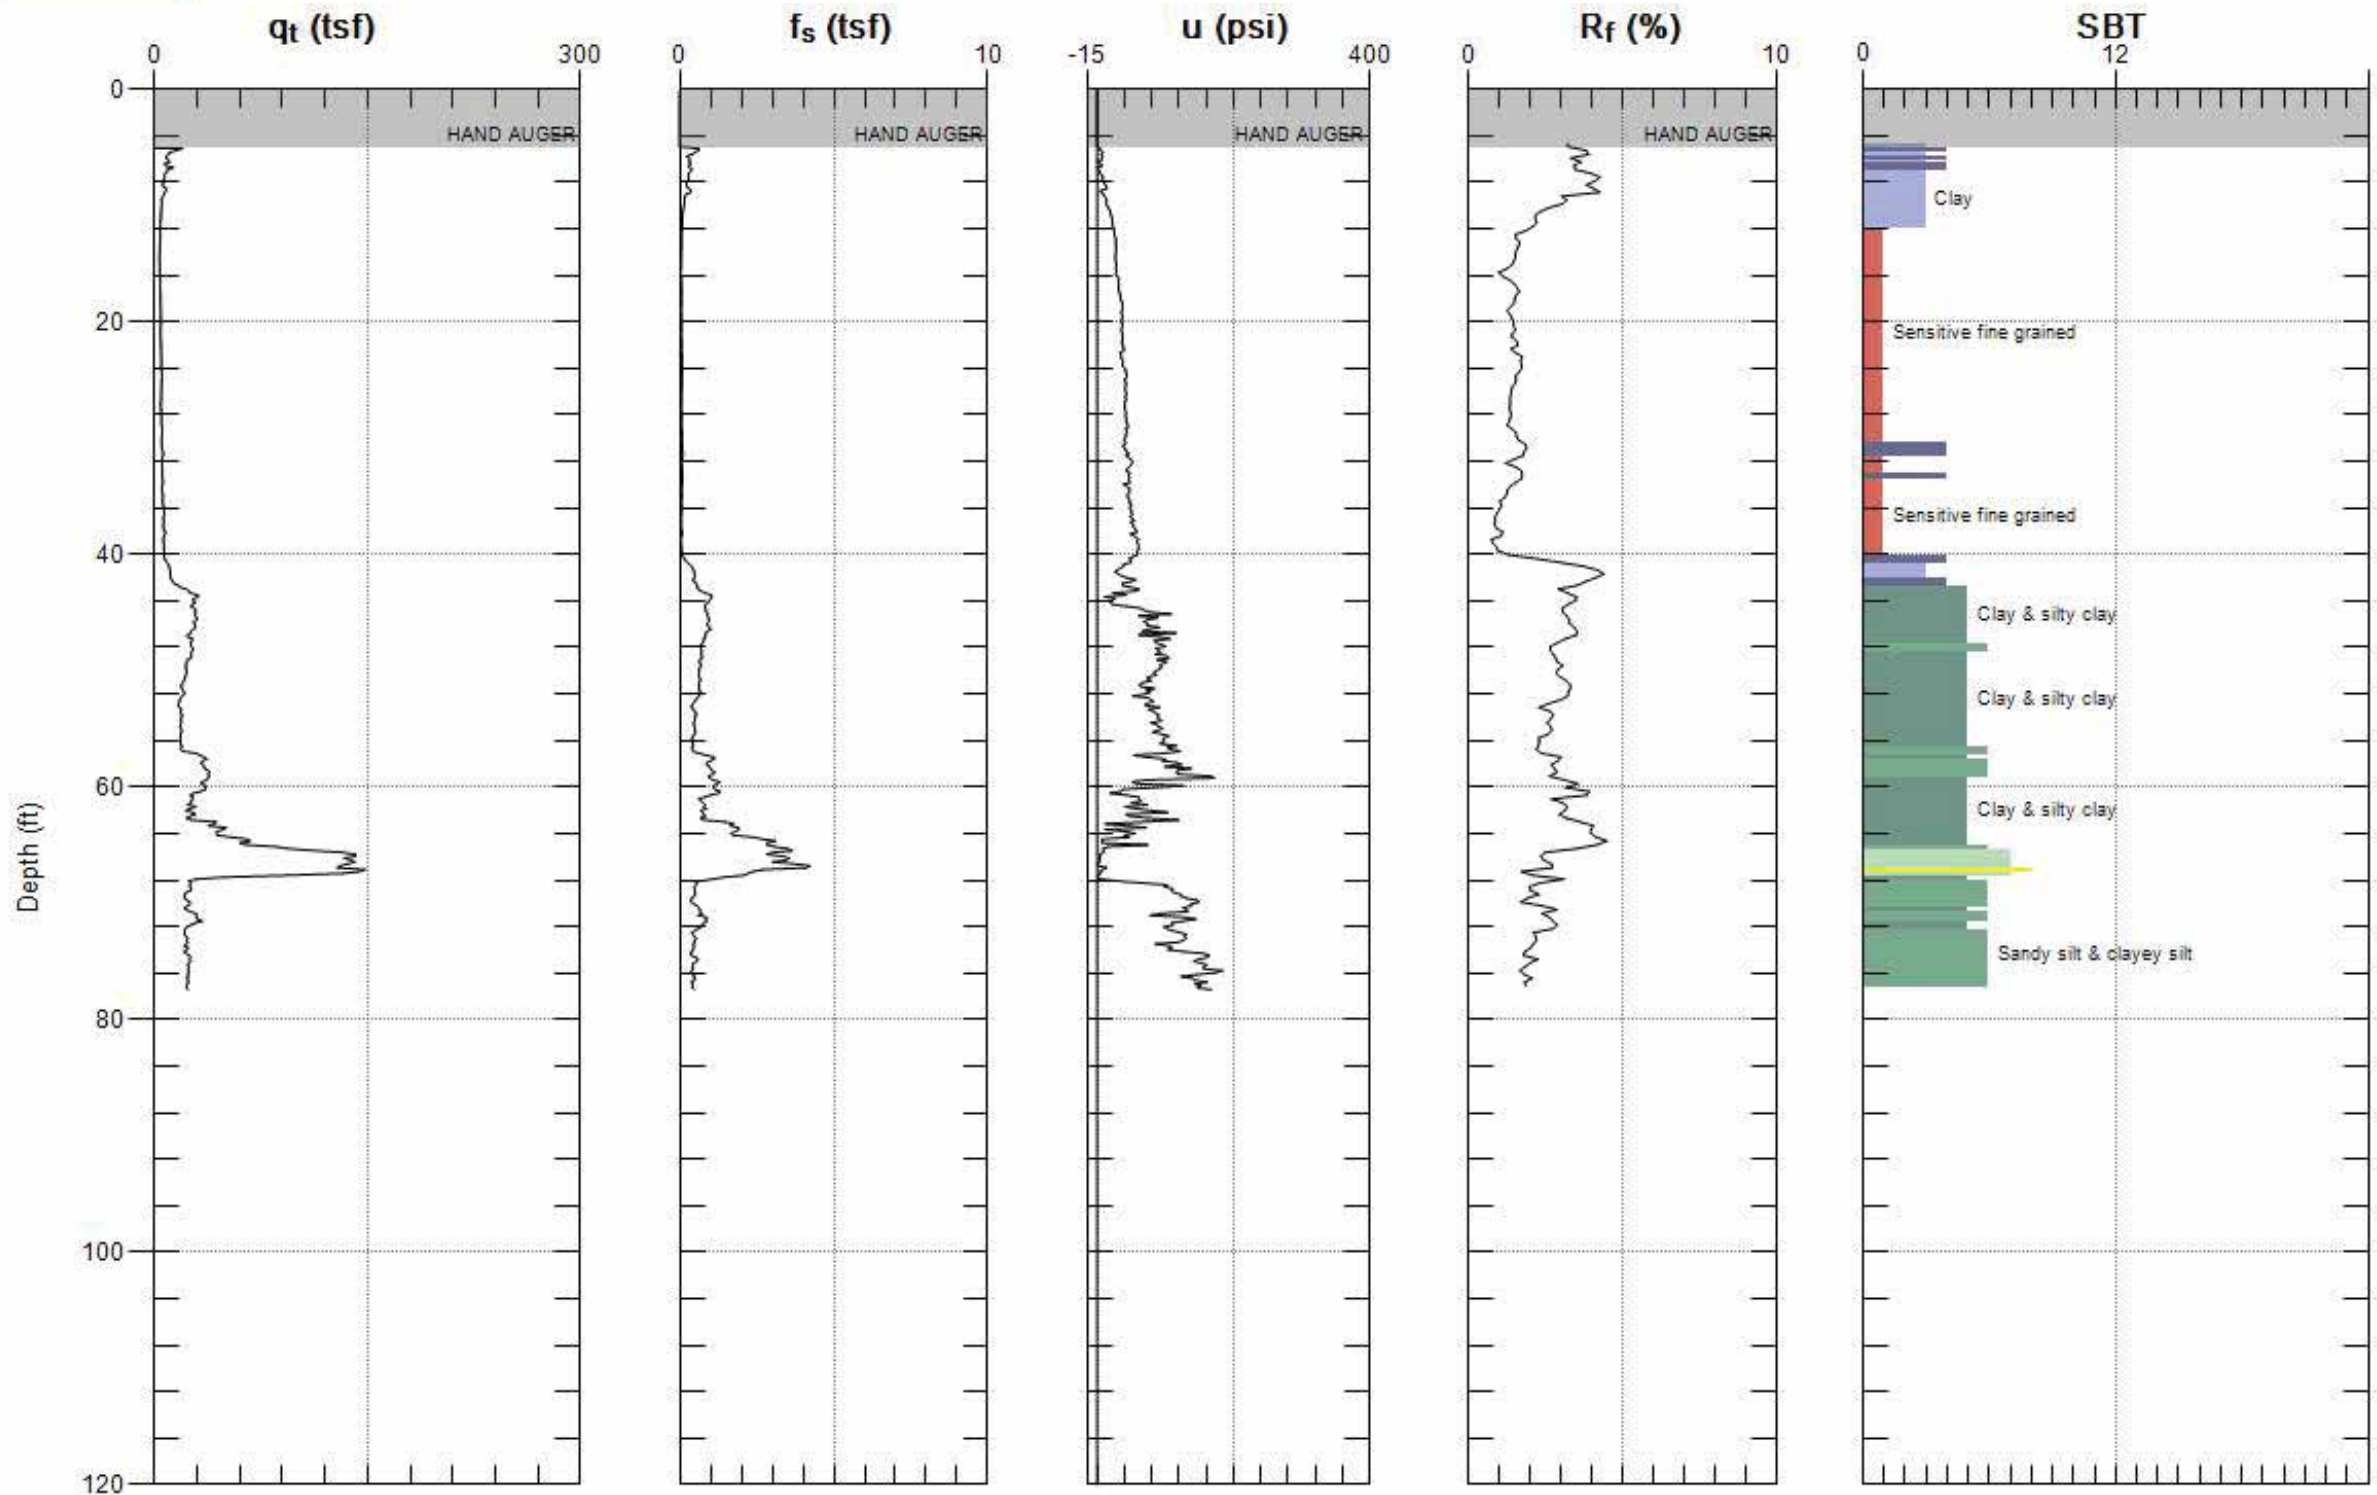 qt (tsf) fs (tsf) u (psi) Rf (%) SBT
0 300 0 10 -15 400 0 10 0 12
0
HAND AUGER HAND AUGER HAND AUGER HAND AUGER
Clay
20
Sensitive fine grained
Sensitive fine grained
40
Clay & silty clay
Clay & silty clay
60
Clay & silty clay
Depth (ft)
Sandy silt & clayey silt
80
100
120